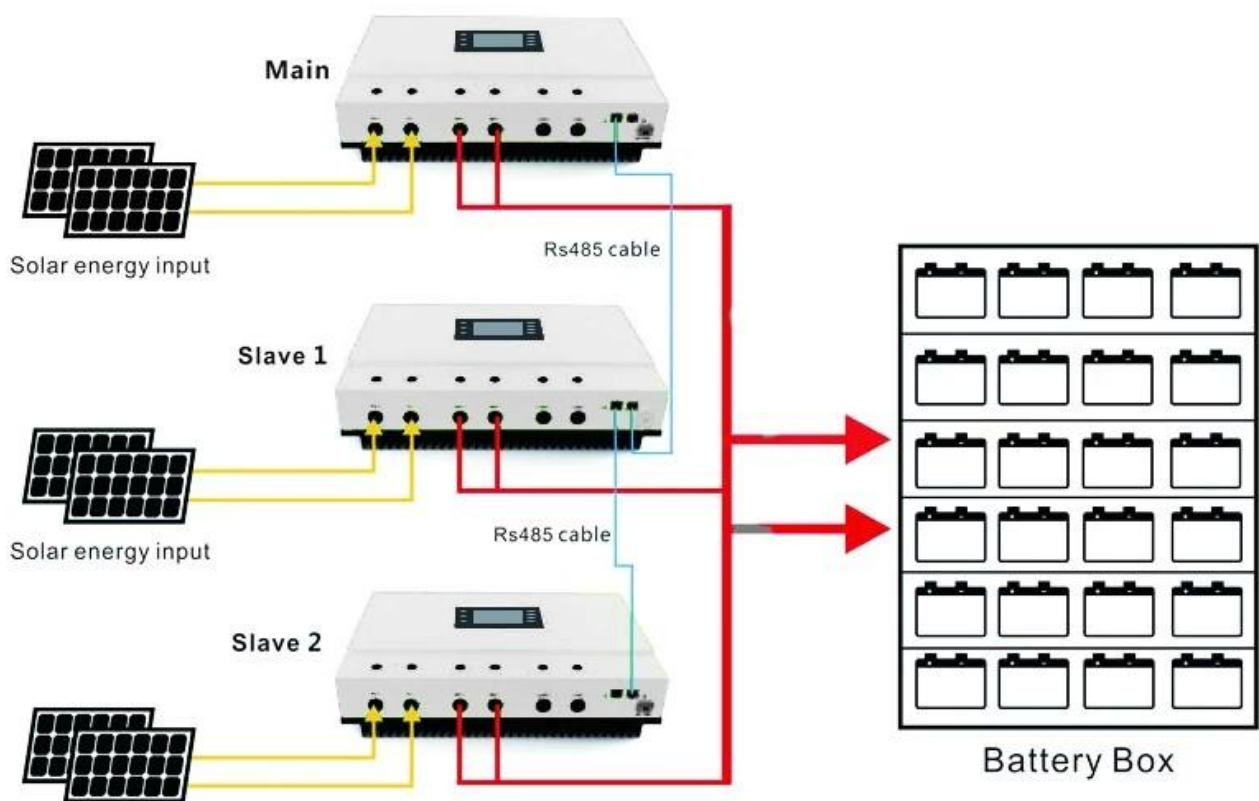 Main
Solar energy input
Rs485 cable
Slave 1
Solar energy input
Rs485 cable
Slave 2
Battery Box